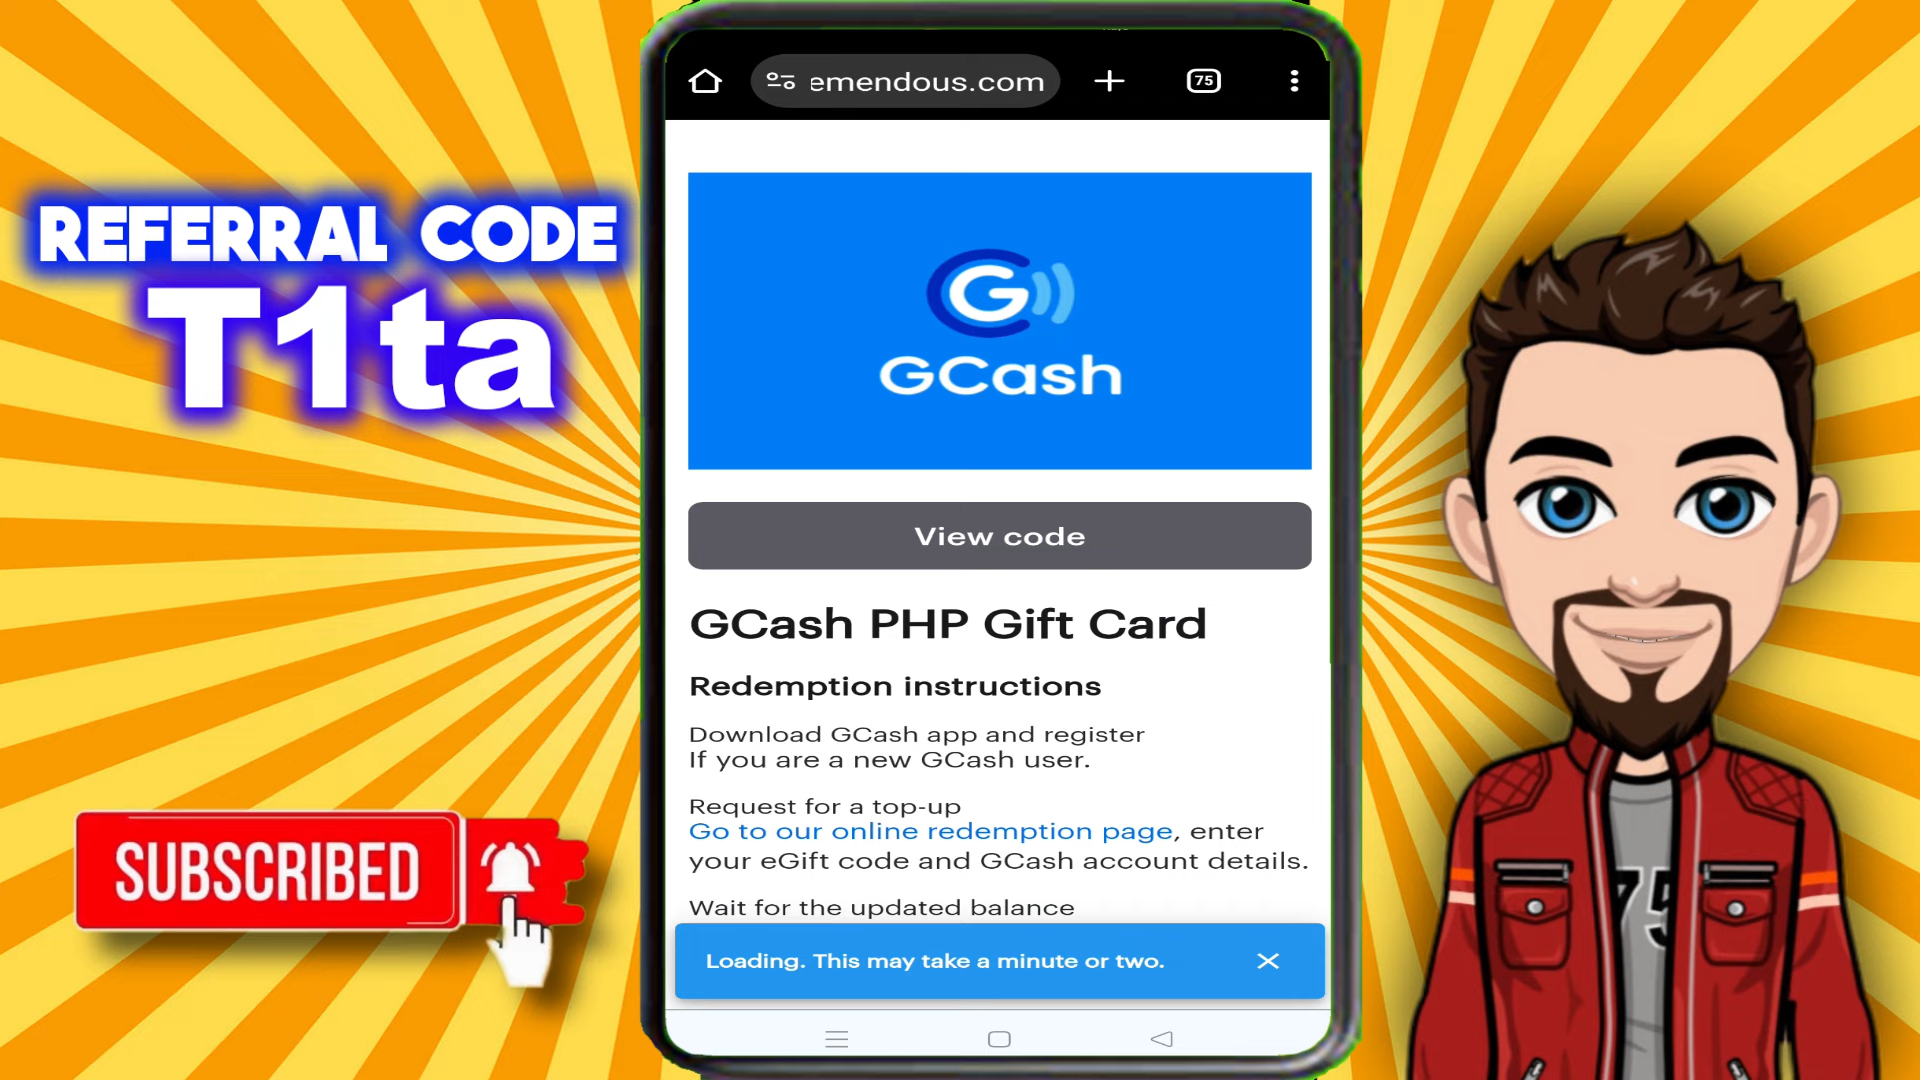 REFERRAL CODE
T1ta
SUBSCRIBED
emendous.com
75
GCash
View code
GCash PHP Gift Card
Redemption instructions
Download GCash app and register
If you are a new GCash user.
Request for a top-up
Go to our online redemption page, enter
your eGift code and GCash account details.
Wait for the updated balance
Loading. This may take a minute or two.
75